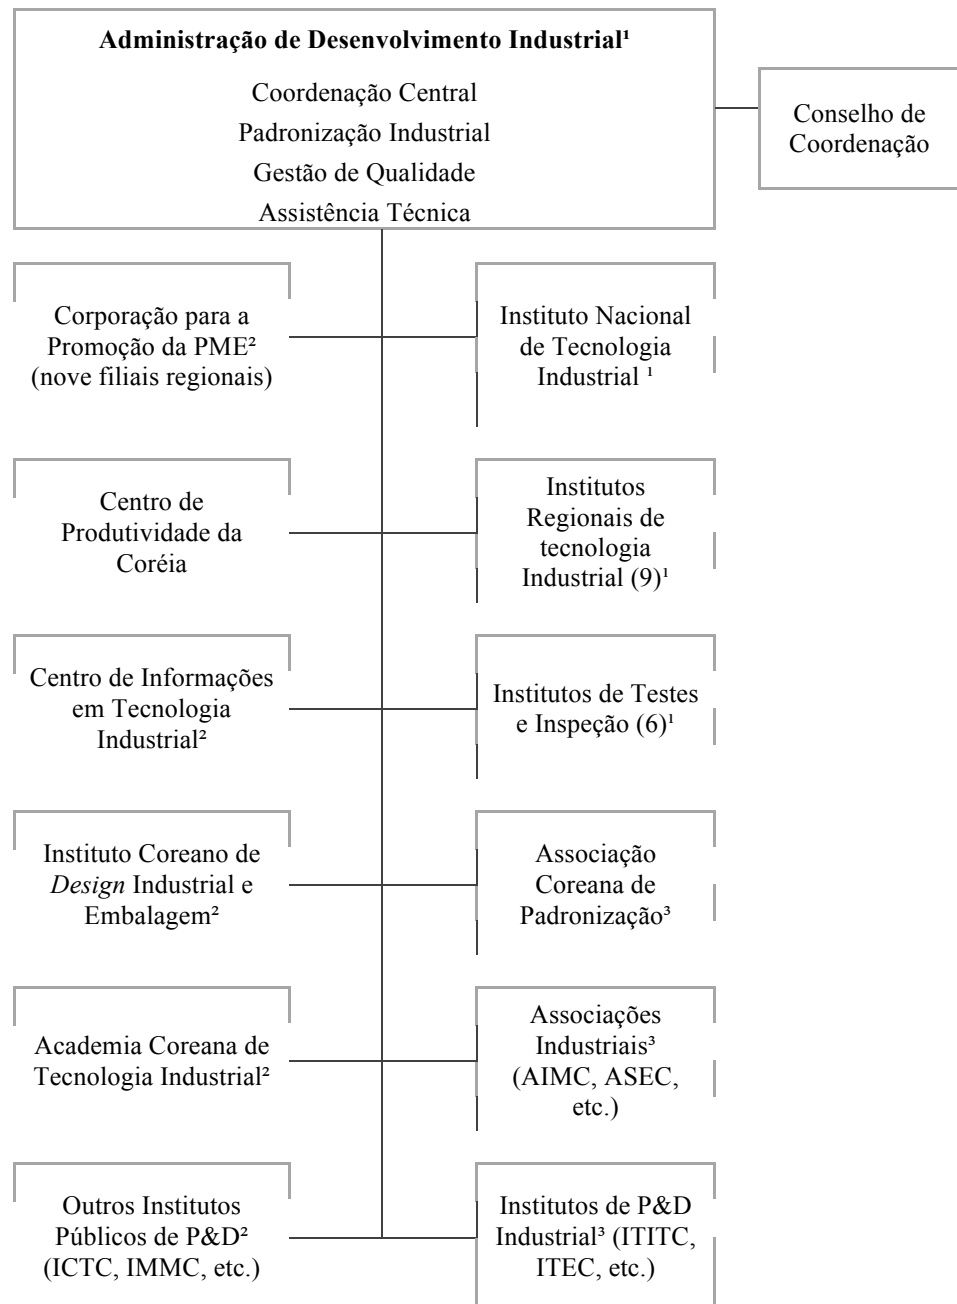 Administração de Desenvolvimento Industrial¹
Coordenação Central
Padronização Industrial
Gestão de Qualidade
Assistência Técnica
Conselho de
Coordenação
Corporação para a
Promoção da PME²
(nove filiais regionais)
Instituto Nacional
de Tecnologia
Industrial ¹
Centro de
Produtividade da
Coréia
Institutos
Regionais de
tecnologia
Industrial (9)¹
Centro de Informações
em Tecnologia
Industrial²
Institutos de Testes
e Inspeção (6)¹
Instituto Coreano de
Design Industrial e
Embalagem²
Associação
Coreana de
Padronização³
Academia Coreana de
Tecnologia Industrial²
Associações
Industriais³
(AIMC, ASEC,
etc.)
Outros Institutos
Públicos de P&D²
(ICTC, IMMC, etc.)
Institutos de P&D
Industrial³ (ITITC,
ITEC, etc.)